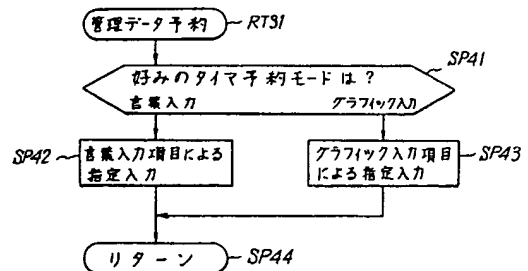 管理データ予約
RT31
SP41
好みのタイマ予約モードは?
言葉入力
グラフィック入力
SP42
言葉入力項目による
指定入力
グラフィック入力項目
による指定入力
SP43
リターン
SP44